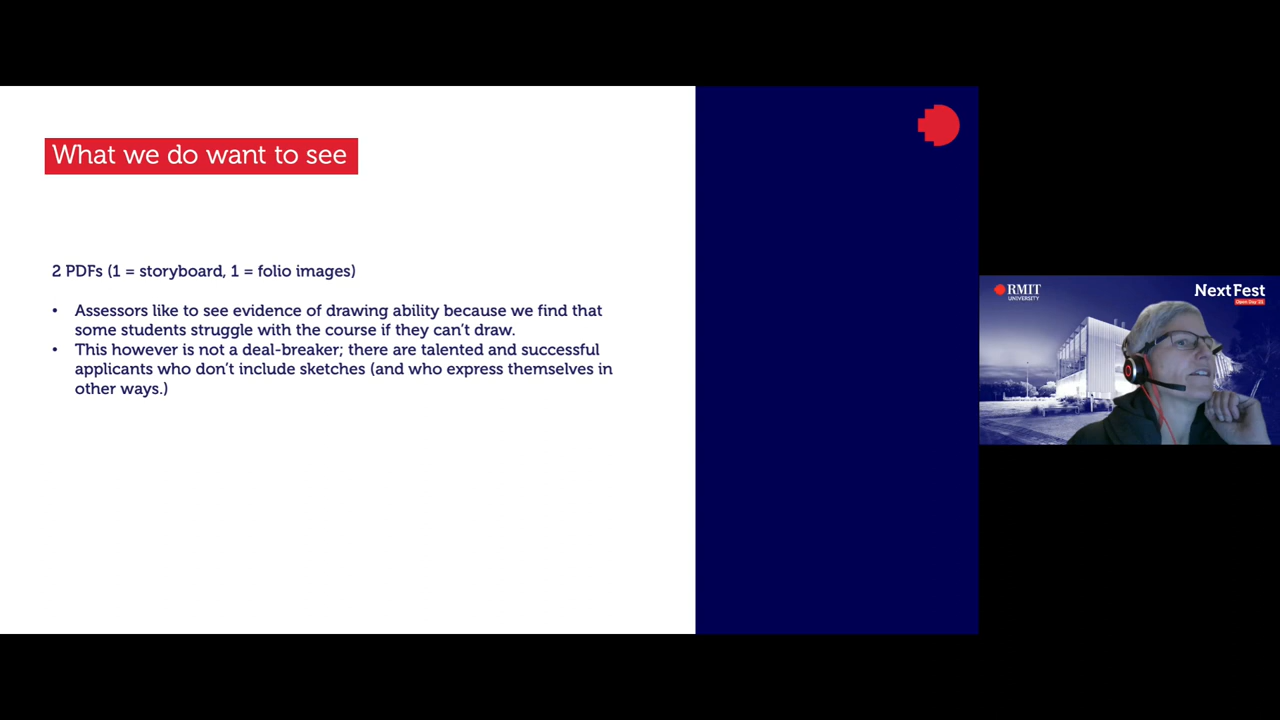 What we do want to see
2 PDFs (1 = storyboard, 1 = folio images)
• Assessors like to see evidence of drawing ability because we find that
some students struggle with the course if they can’t draw.
• This however is not a deal-breaker; there are talented and successful
applicants who don’t include sketches (and who express themselves in
other ways.)
RMIT
UNIVERSITY
NextFest
Open Day '21